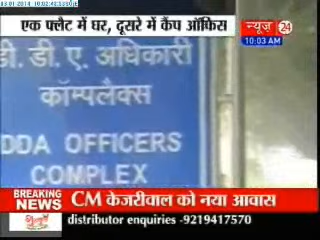 एक फ्लैट में घर, दूसरे में कैंप ऑफिस
न्यूज़ 24
10:03 AM
डी.डी.ए. अधिकारी
कॉम्पलैक्स
DDA OFFICERS
COMPLEX
BREAKING NEWS
CM केजरीवाल को नया आवास
distributor enquiries -9219417570